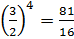 (3/2)^4 = 81/16